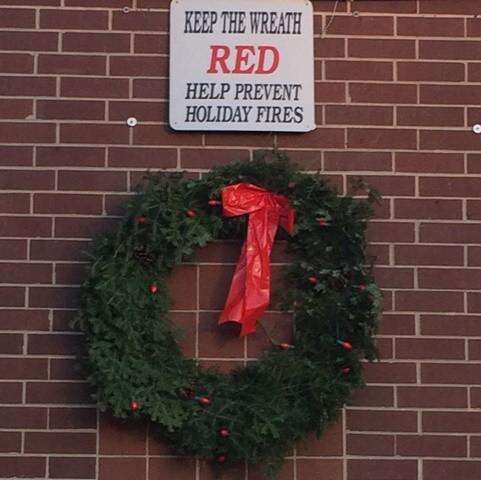 KEEP THE WREATH
RED
HELP PREVENT
HOLIDAY FIRES